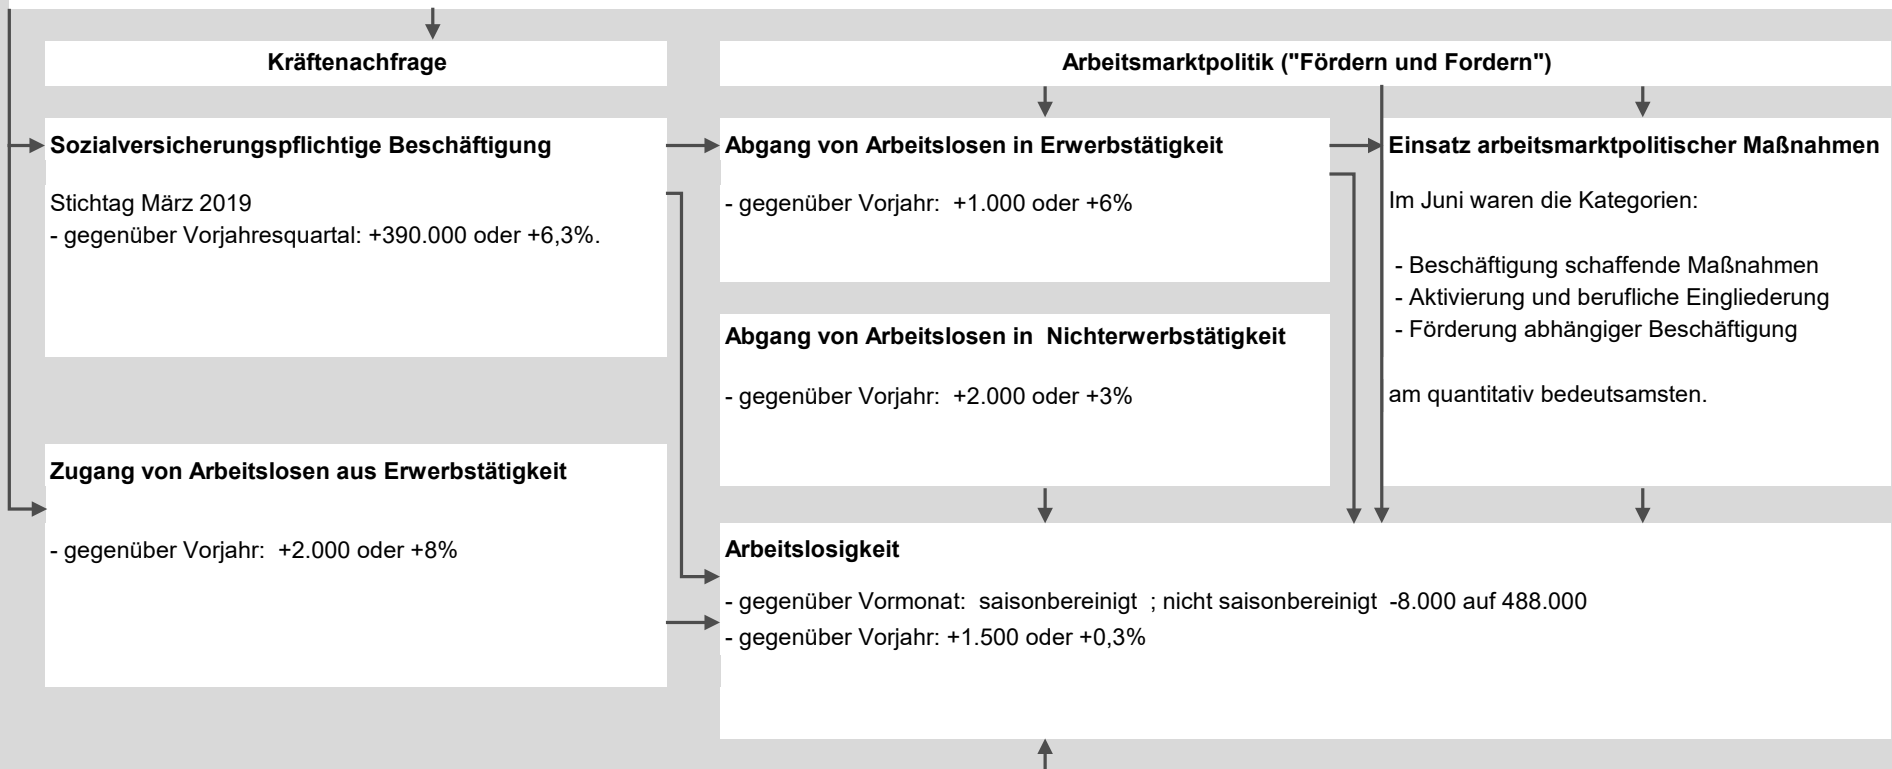 Kräftenachfrage
Arbeitsmarktpolitik ("Fördern und Fordern")
Sozialversicherungspflichtige Beschäftigung
Stichtag März 2019
- gegenüber Vorjahresquartal: +390.000 oder +6,3%.
Abgang von Arbeitslosen in Erwerbstätigkeit
- gegenüber Vorjahr:  +1.000 oder +6%
Einsatz arbeitsmarktpolitischer Maßnahmen
Im Juni waren die Kategorien:
- Beschäftigung schaffende Maßnahmen
- Aktivierung und berufliche Eingliederung
- Förderung abhängiger Beschäftigung
am quantitativ bedeutsamsten.
Abgang von Arbeitslosen in  Nichterwerbstätigkeit
- gegenüber Vorjahr:  +2.000 oder +3%
Zugang von Arbeitslosen aus Erwerbstätigkeit
- gegenüber Vorjahr:  +2.000 oder +8%
Arbeitslosigkeit
- gegenüber Vormonat:  saisonbereinigt  ; nicht saisonbereinigt  -8.000 auf 488.000
- gegenüber Vorjahr: +1.500 oder +0,3%